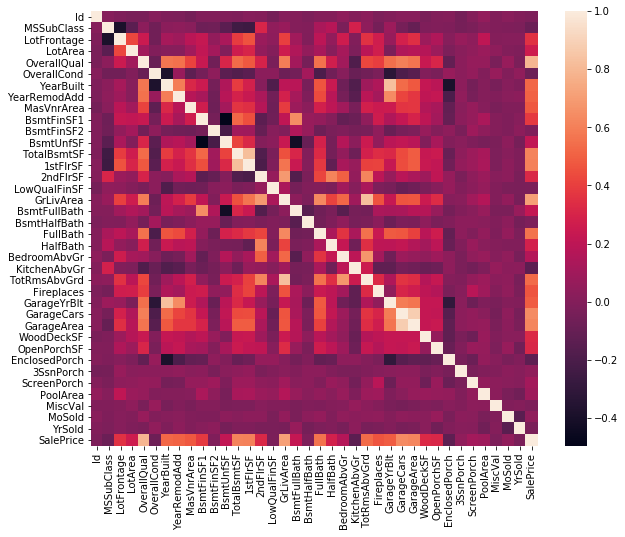 Id
MSSubClass
LotFrontage
LotArea
OverallQual
OverallCond
YearBuilt
YearRemodAdd
MasVnrArea
BsmtFinSF1
BsmtFinSF2
BsmtUnfSF
TotalBsmtSF
1stFlrSF
2ndFlrSF
LowQualFinSF
GrLivArea
BsmtFullBath
BsmtHalfBath
FullBath
HalfBath
BedroomAbvGr
KitchenAbvGr
TotRmsAbvGrd
Fireplaces
GarageYrBlt
GarageCars
GarageArea
WoodDeckSF
OpenPorchSF
EnclosedPorch
3SsnPorch
ScreenPorch
PoolArea
MiscVal
MoSold
YrSold
SalePrice
Id
MSSubClass
LotFrontage
LotArea
OverallQual
OverallCond
YearBuilt
YearRemodAdd
MasVnrArea
BsmtFinSF1
BsmtFinSF2
BsmtUnfSF
TotalBsmtSF
1stFlrSF
2ndFlrSF
LowQualFinSF
GrLivArea
BsmtFullBath
BsmtHalfBath
FullBath
HalfBath
BedroomAbvGr
KitchenAbvGr
TotRmsAbvGrd
Fireplaces
GarageYrBlt
GarageCars
GarageArea
WoodDeckSF
OpenPorchSF
EnclosedPorch
3SsnPorch
ScreenPorch
PoolArea
MiscVal
MoSold
YrSold
SalePrice
1.0
0.8
0.6
0.4
0.2
0.0
−0.2
−0.4